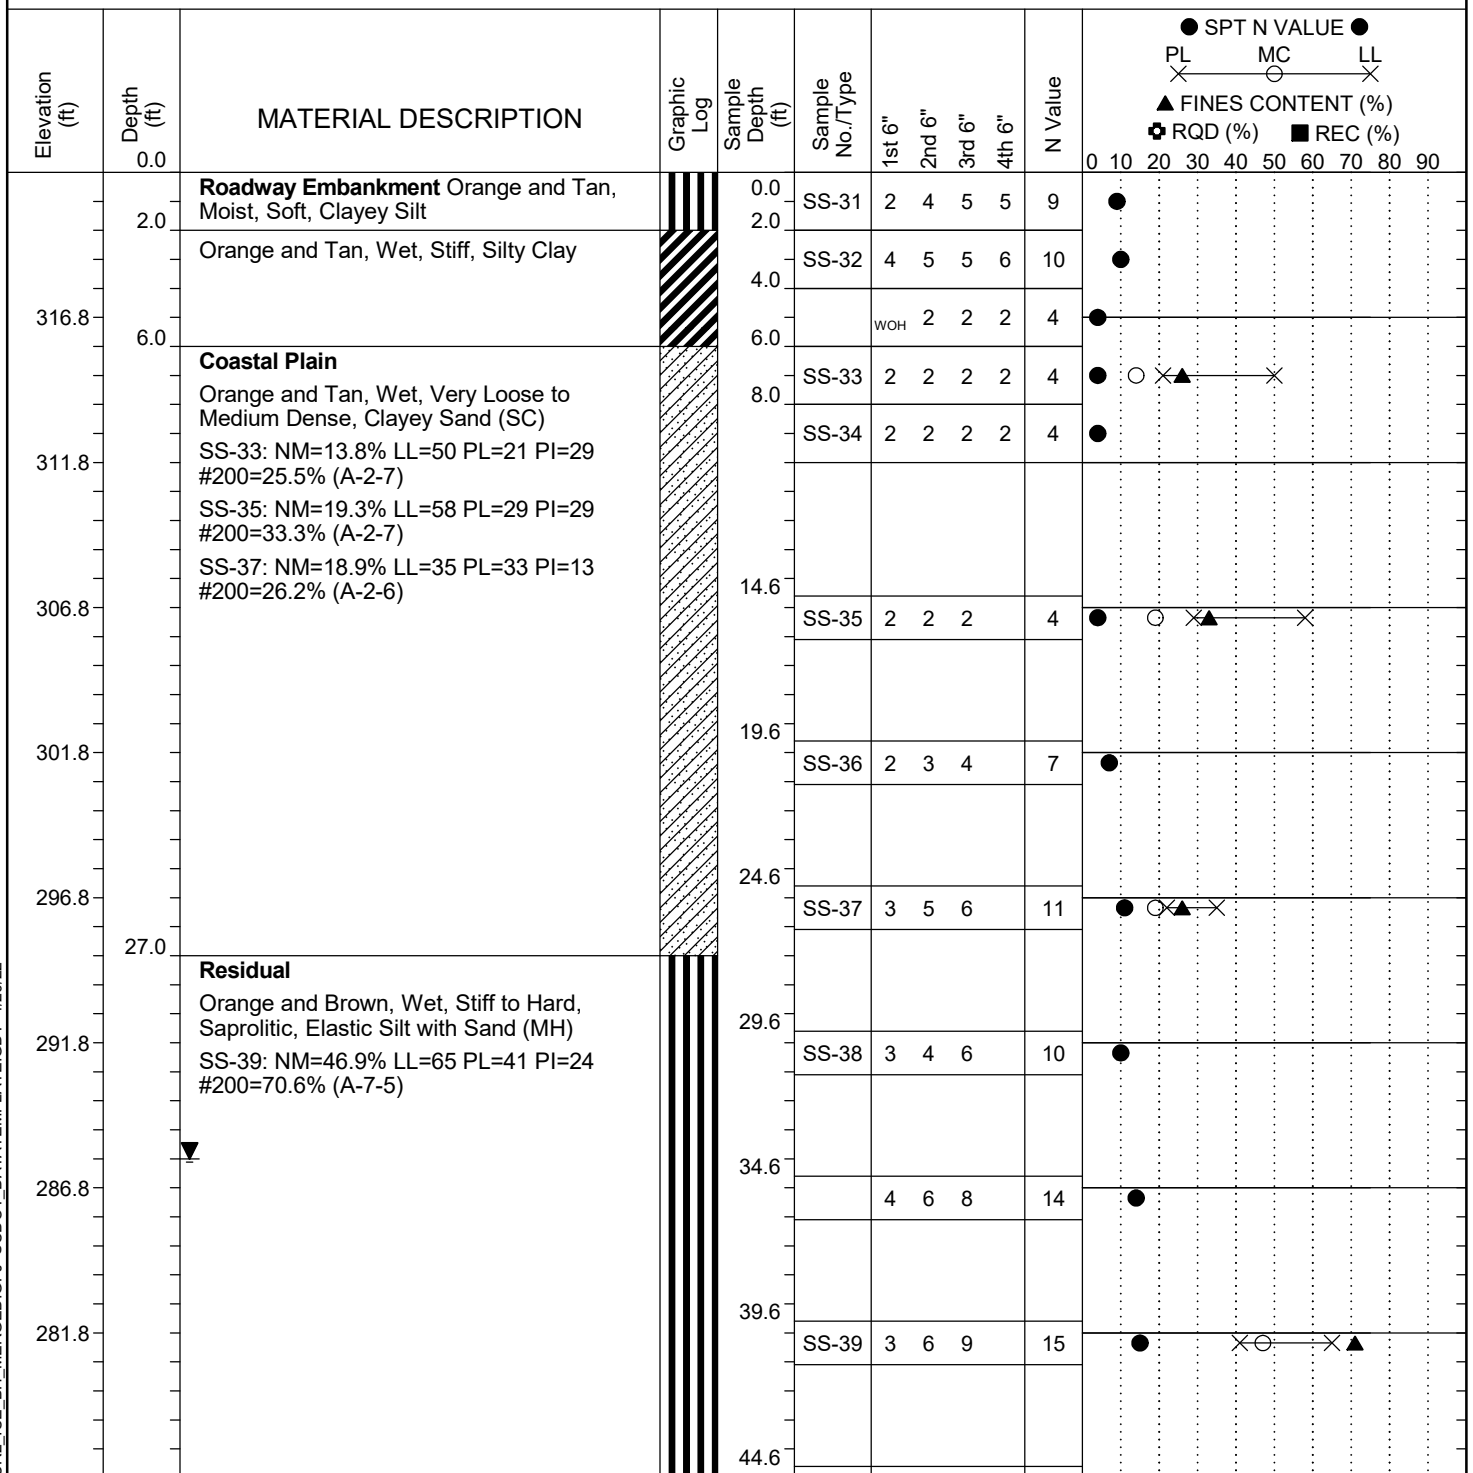 ● SPT N VALUE ●
PL MC LL
▲ FINES CONTENT (%)
RQD (%) ■ REC (%)
0 10 20 30 40 50 60 70 80 90
Elevation (ft)
Depth (ft)
0.0
MATERIAL DESCRIPTION
Graphic Log
Sample Depth (ft)
Sample No./Type
1st 6"
2nd 6"
3rd 6"
4th 6"
N Value
Roadway Embankment Orange and Tan,
Moist, Soft, Clayey Silt
0.0
SS-31 2 4 5 5 9
2.0
2.0
Orange and Tan, Wet, Stiff, Silty Clay
SS-32 4 5 5 6 10
4.0
316.8
WOH 2 2 2 4
6.0
6.0
Coastal Plain
SS-33 2 2 2 2 4
Orange and Tan, Wet, Very Loose to
Medium Dense, Clayey Sand (SC)
8.0
SS-34 2 2 2 2 4
SS-33: NM=13.8% LL=50 PL=21 PI=29
#200=25.5% (A-2-7)
311.8
SS-35: NM=19.3% LL=58 PL=29 PI=29
#200=33.3% (A-2-7)
SS-37: NM=18.9% LL=35 PL=33 PI=13
#200=26.2% (A-2-6)
14.6
306.8
SS-35 2 2 2 4
19.6
301.8
SS-36 2 3 4 7
24.6
296.8
SS-37 3 5 6 11
27.0
Residual
Orange and Brown, Wet, Stiff to Hard,
Saprolitic, Elastic Silt with Sand (MH)
29.6
291.8
SS-38 3 4 6 10
SS-39: NM=46.9% LL=65 PL=41 PI=24
#200=70.6% (A-7-5)
34.6
286.8
4 6 8 14
39.6
281.8
SS-39 3 6 9 15
44.6